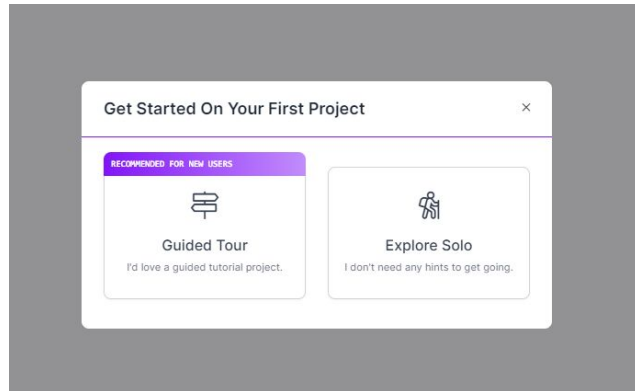 Get Started On Your First Project
RECOMMENDED FOR NEW USERS
Guided Tour
I'd love a guided tutorial project.
Explore Solo
I don't need any hints to get going.